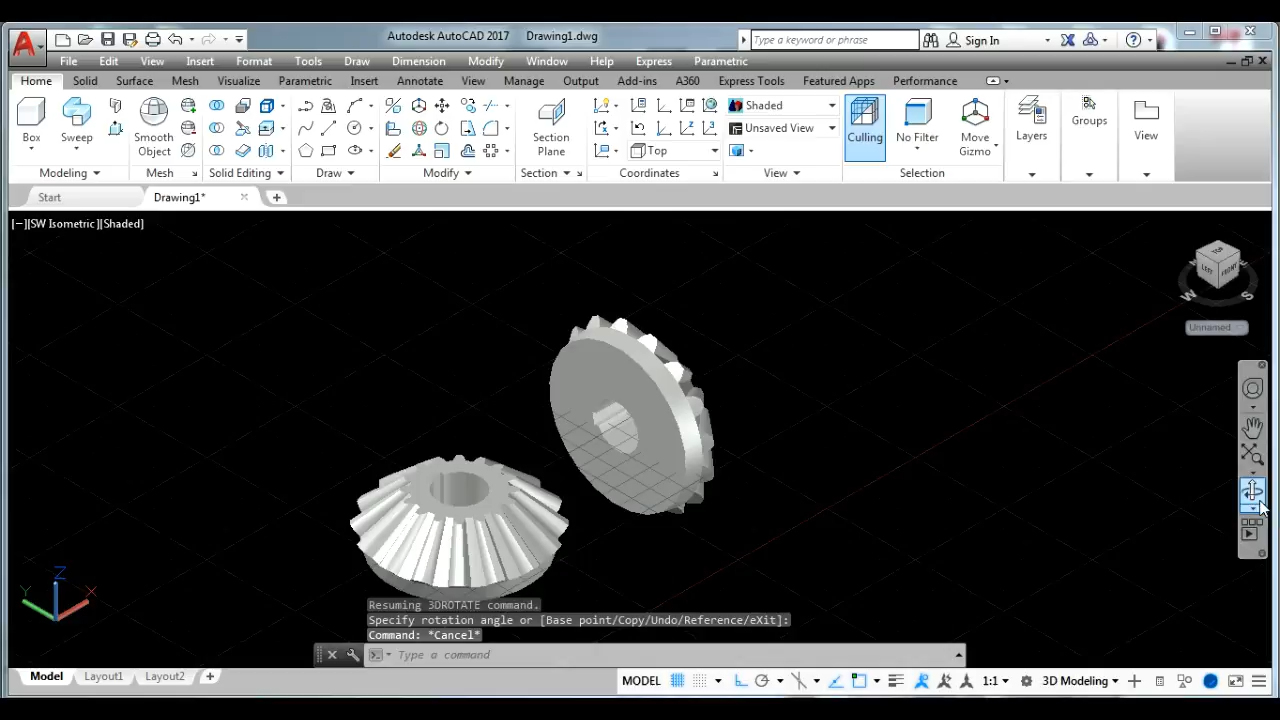 Autodesk AutoCAD 2017 Drawing1.dwg
Type a keyword or phrase
Sign In
File Edit View Insert Format Tools Draw Dimension Modify Window Help Express Parametric
Home Solid Surface Mesh Visualize Parametric Insert Annotate View Manage Output Add-ins A360 Express Tools Featured Apps Performance
Box
Sweep
Smooth Object
Section Plane
Shaded
Unsaved View
Top
Culling
No Filter
Move Gizmo
Layers
Groups
View
Modeling Mesh Solid Editing Draw Modify Section Coordinates View Selection
Start
Drawing1*
[−][SW Isometric][Shaded]
TOP
LEFT
FRONT
W
S
Unnamed
Z
Y
X
Resuming 3DROTATE command.
Specify rotation angle or [Base point/Copy/Undo/Reference/eXit]:
Command: *Cancel*
Type a command
Model Layout1 Layout2
MODEL
1:1
3D Modeling